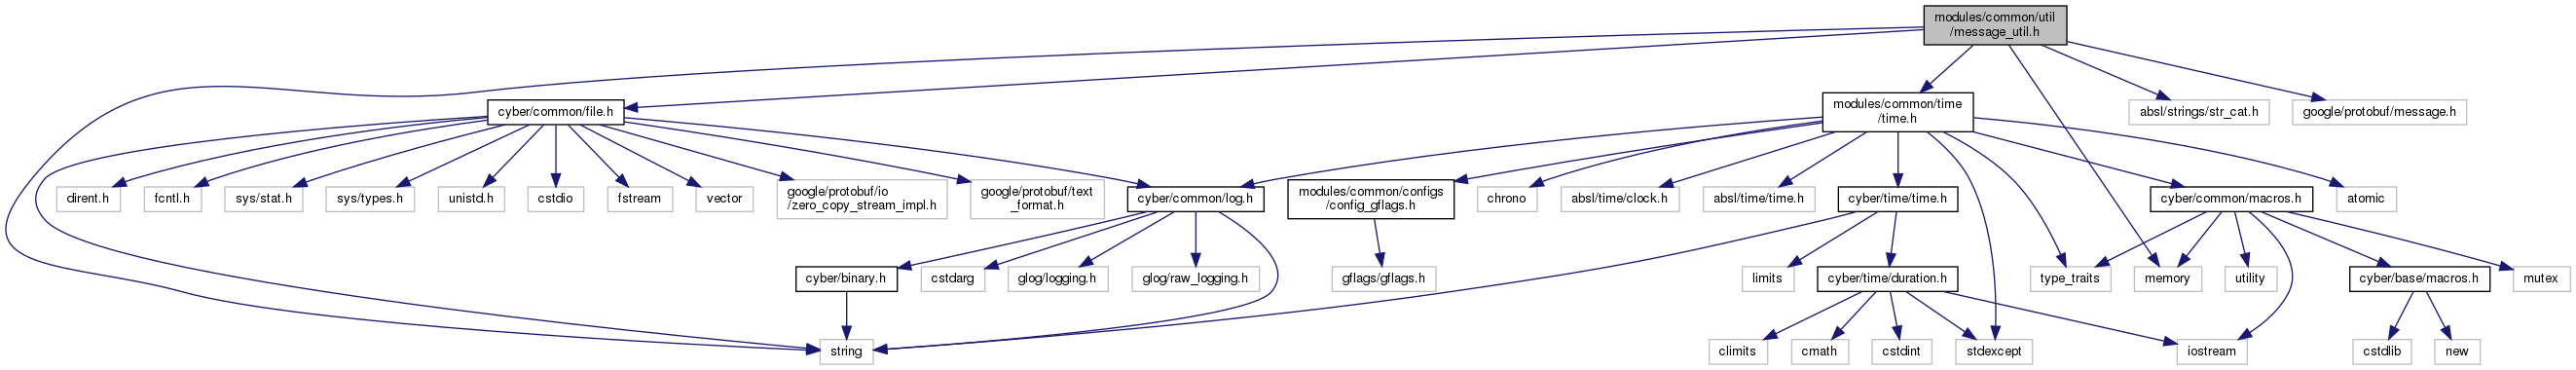 modules/common/util
/message_util.h
cyber/common/file.h
modules/common/time
/time.h
absl/strings/str_cat.h
google/protobuf/message.h
dirent.h
fcntl.h
sys/stat.h
sys/types.h
unistd.h
cstdio
fstream
vector
google/protobuf/io
/zero_copy_stream_impl.h
google/protobuf/text
_format.h
cyber/common/log.h
modules/common/configs
/config_gflags.h
chrono
absl/time/clock.h
absl/time/time.h
cyber/time/time.h
cyber/common/macros.h
atomic
cyber/binary.h
cstdarg
glog/logging.h
glog/raw_logging.h
gflags/gflags.h
limits
cyber/time/duration.h
type_traits
memory
utility
cyber/base/macros.h
mutex
string
climits
cmath
cstdint
stdexcept
iostream
cstdlib
new